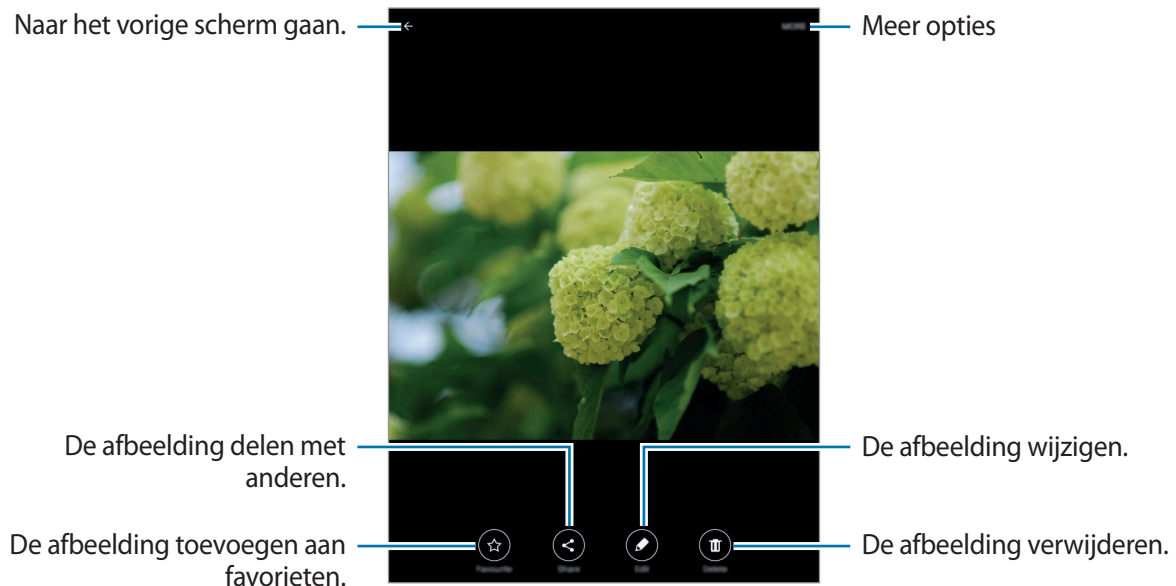 Naar het vorige scherm gaan.
MORE
Meer opties
De afbeelding delen met
anderen.
De afbeelding wijzigen.
De afbeelding toevoegen aan
favorieten.
De afbeelding verwijderen.
Favourite
Share
Edit
Delete